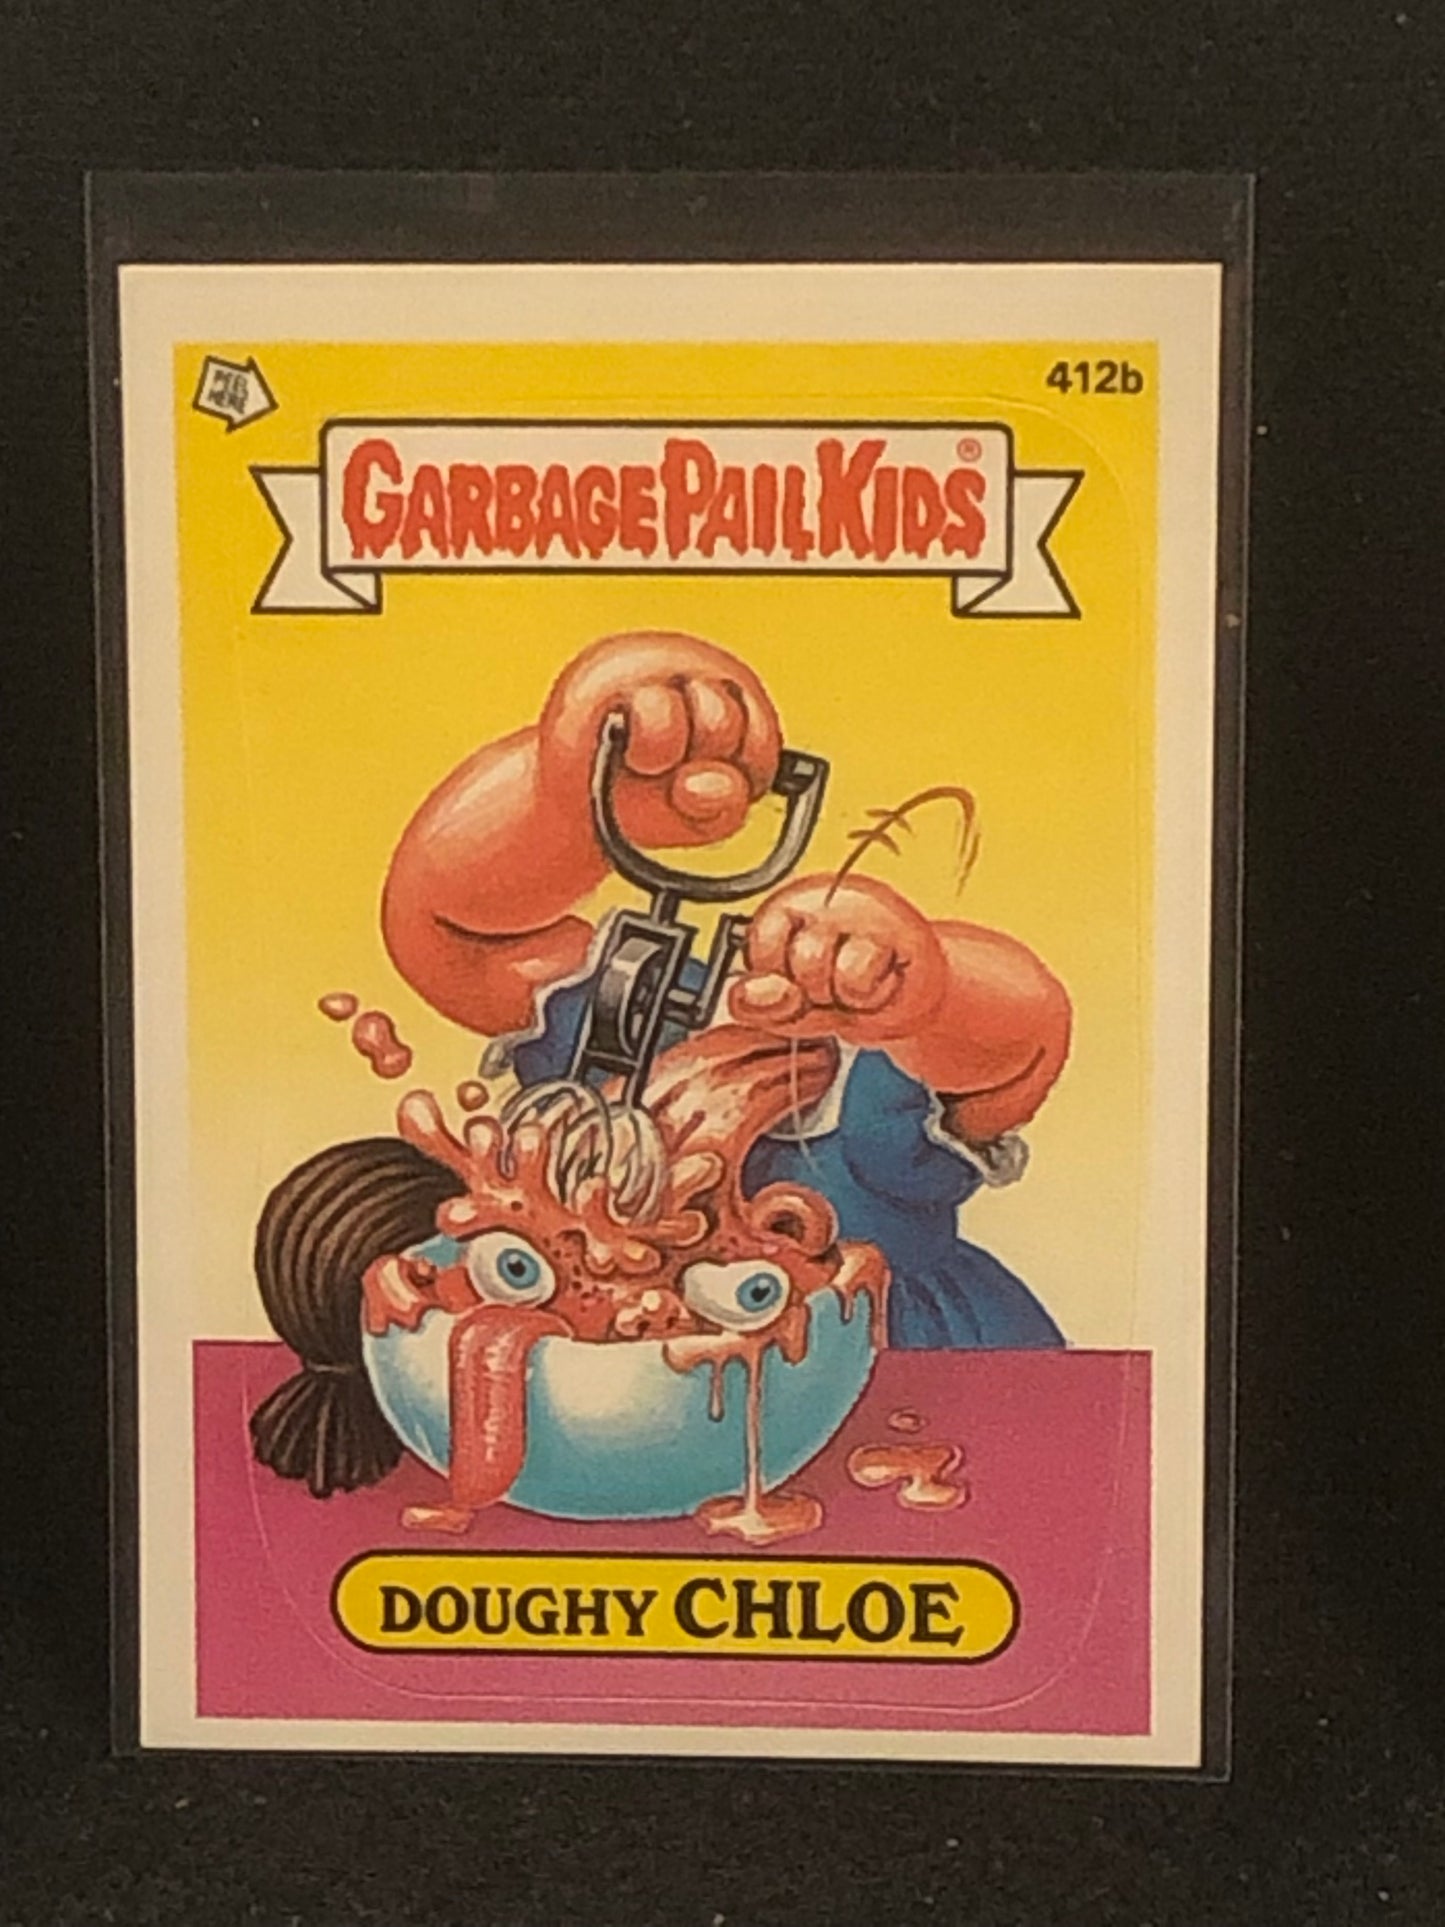 PEEL
HERE
412b
GARBAGE PAIL KIDS®
DOUGHY CHLOE